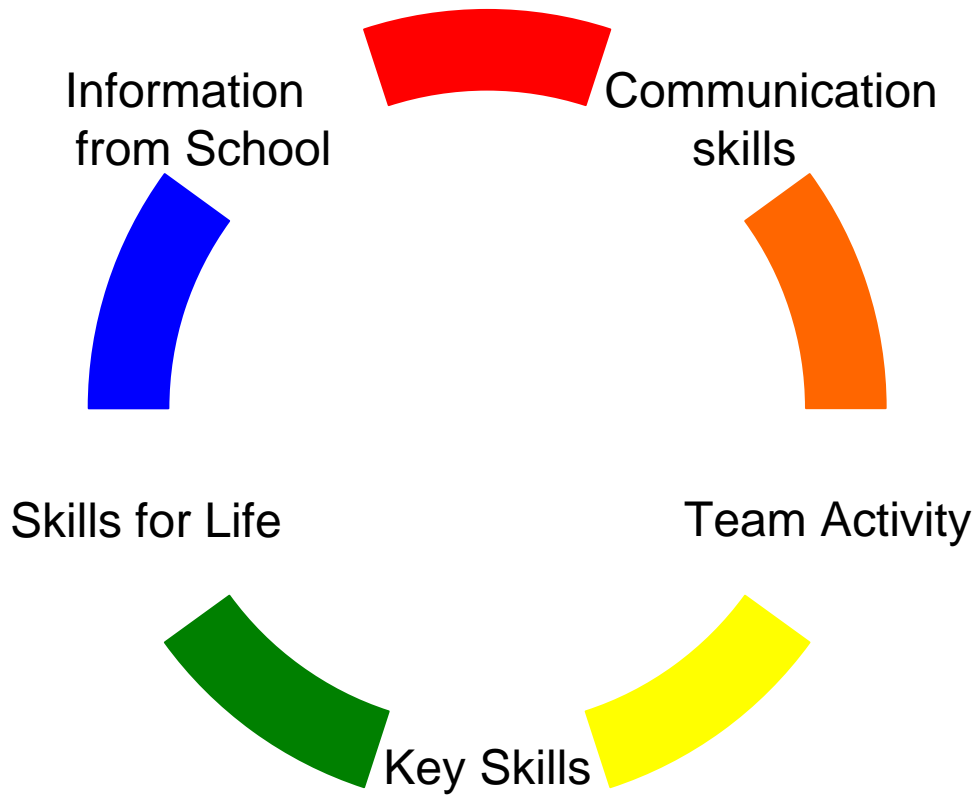 Information
from School
Communication
skills
Skills for Life
Team Activity
Key Skills